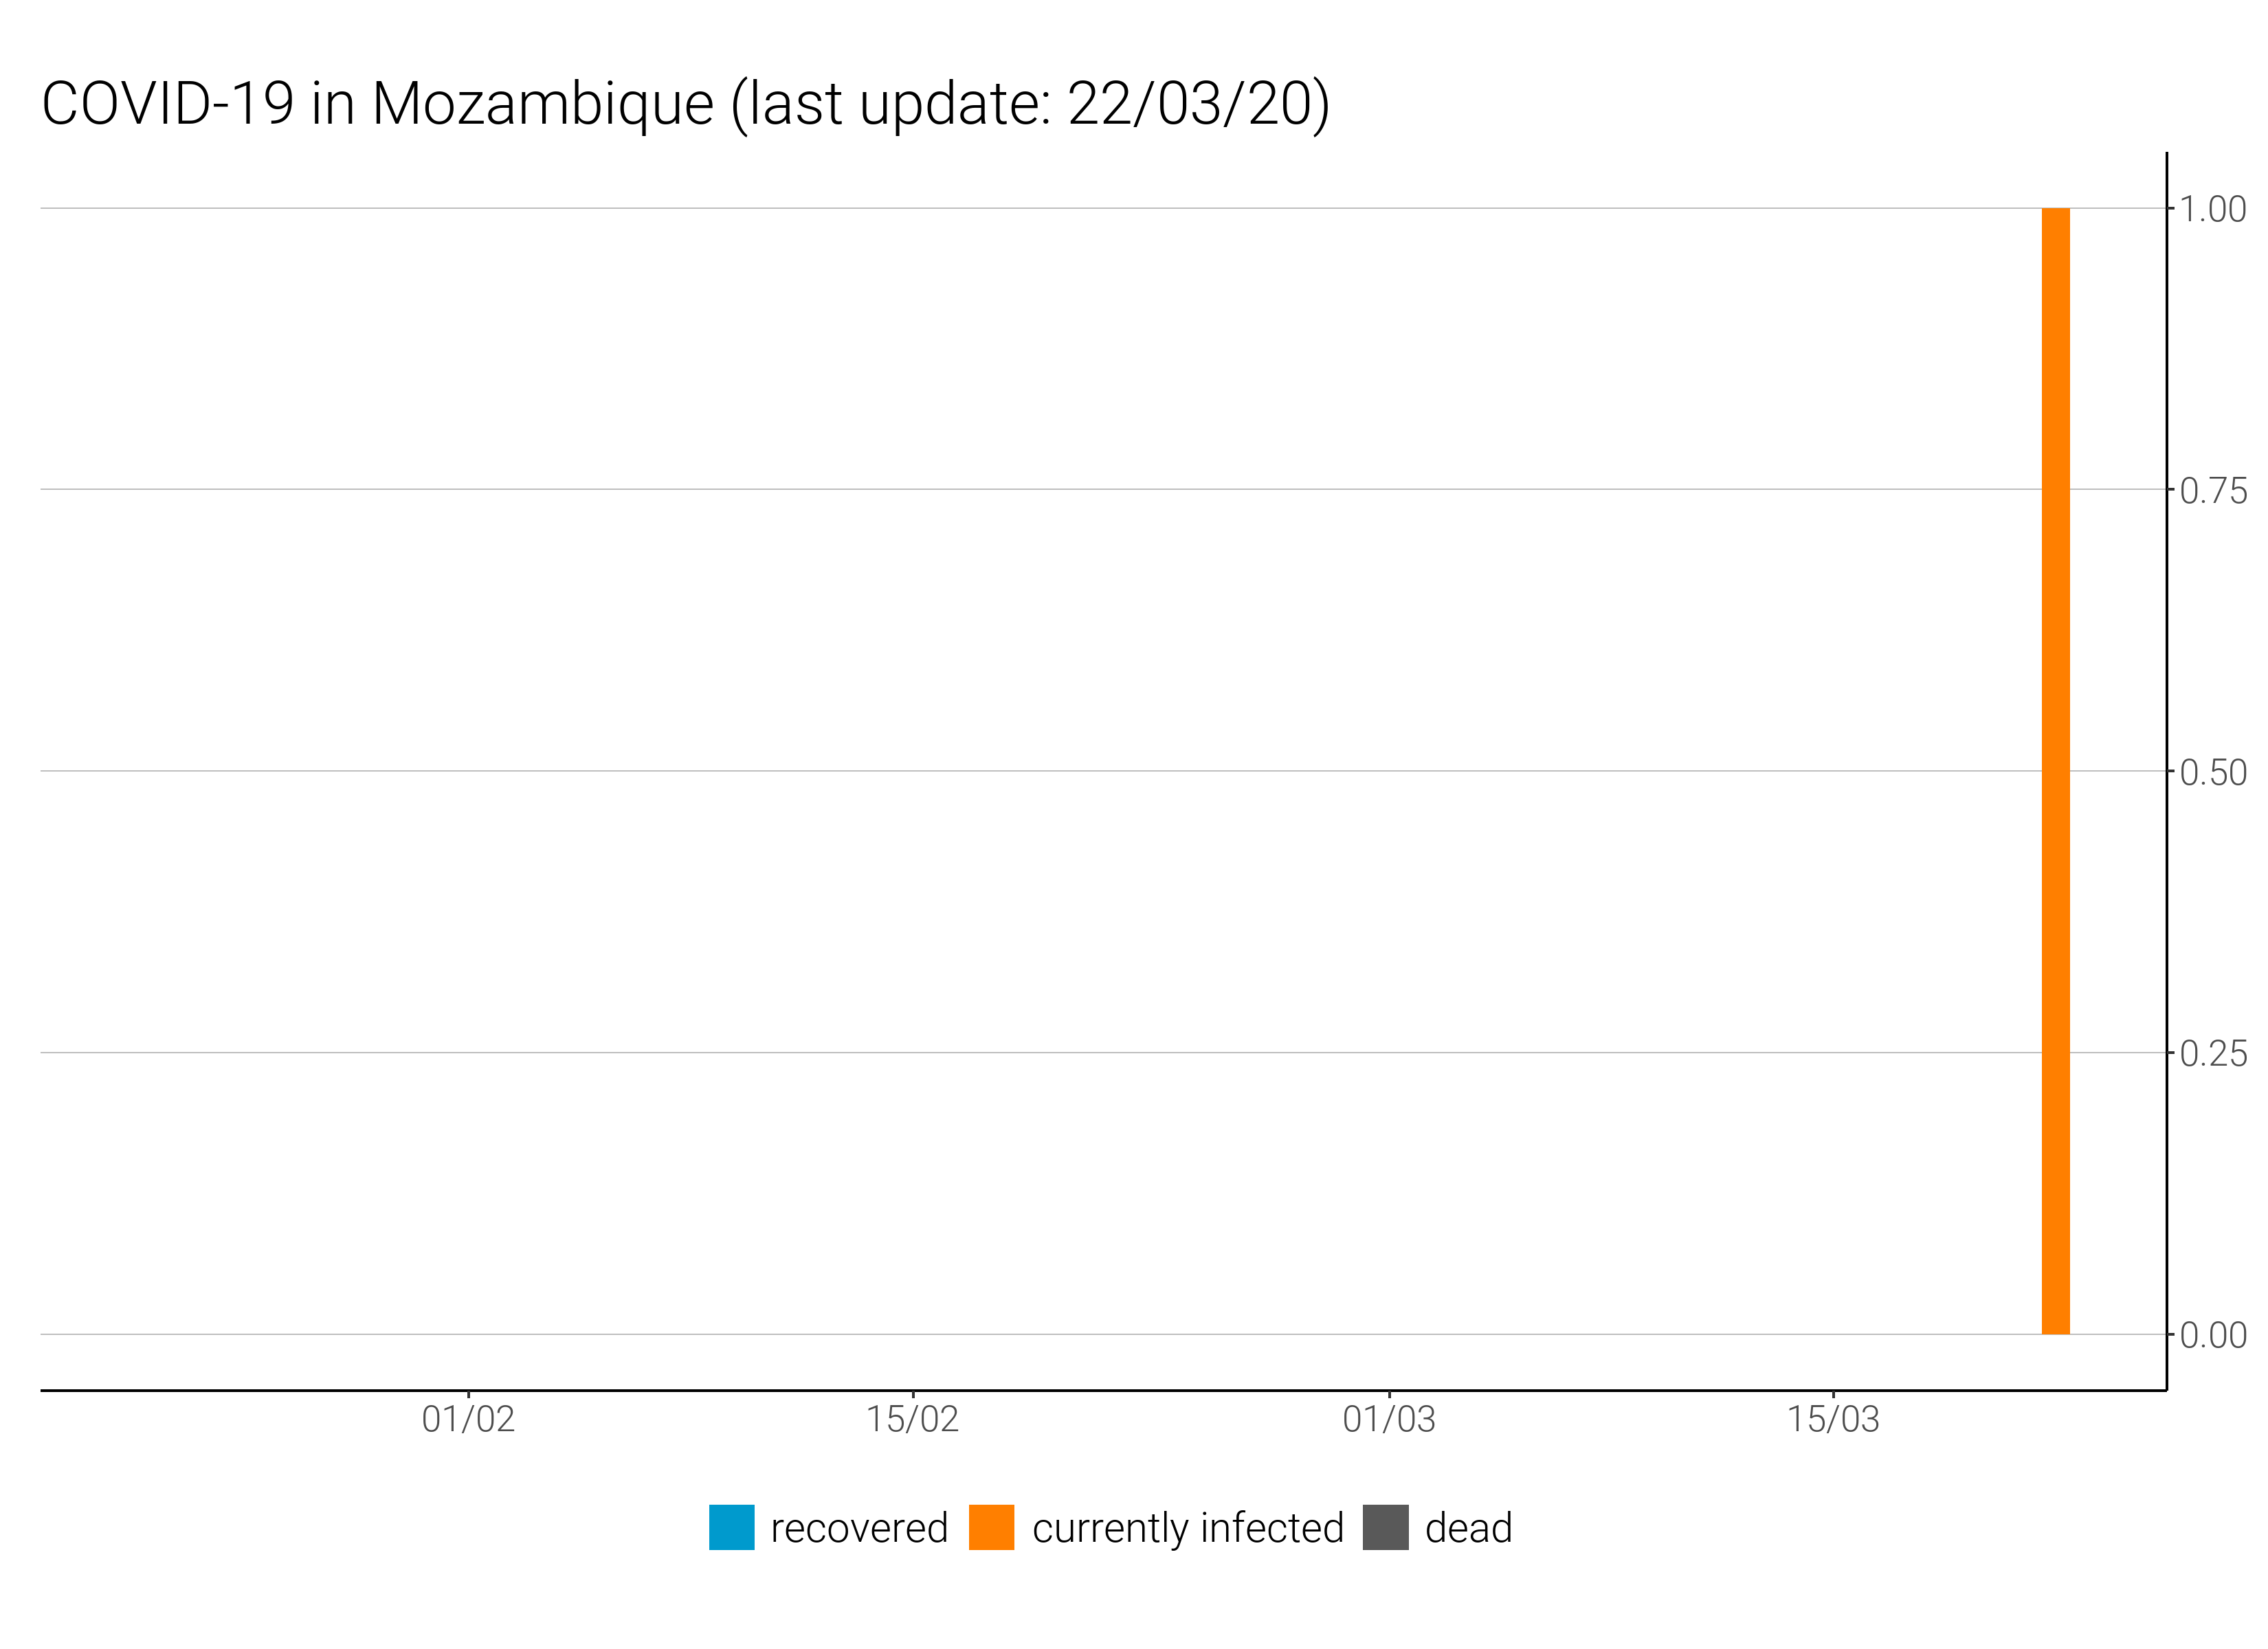 COVID-19 in Mozambique (last update: 22/03/20)
1.00
0.75
0.50
0.25
0.00
01/02 15/02 01/03 15/03
recovered currently infected dead